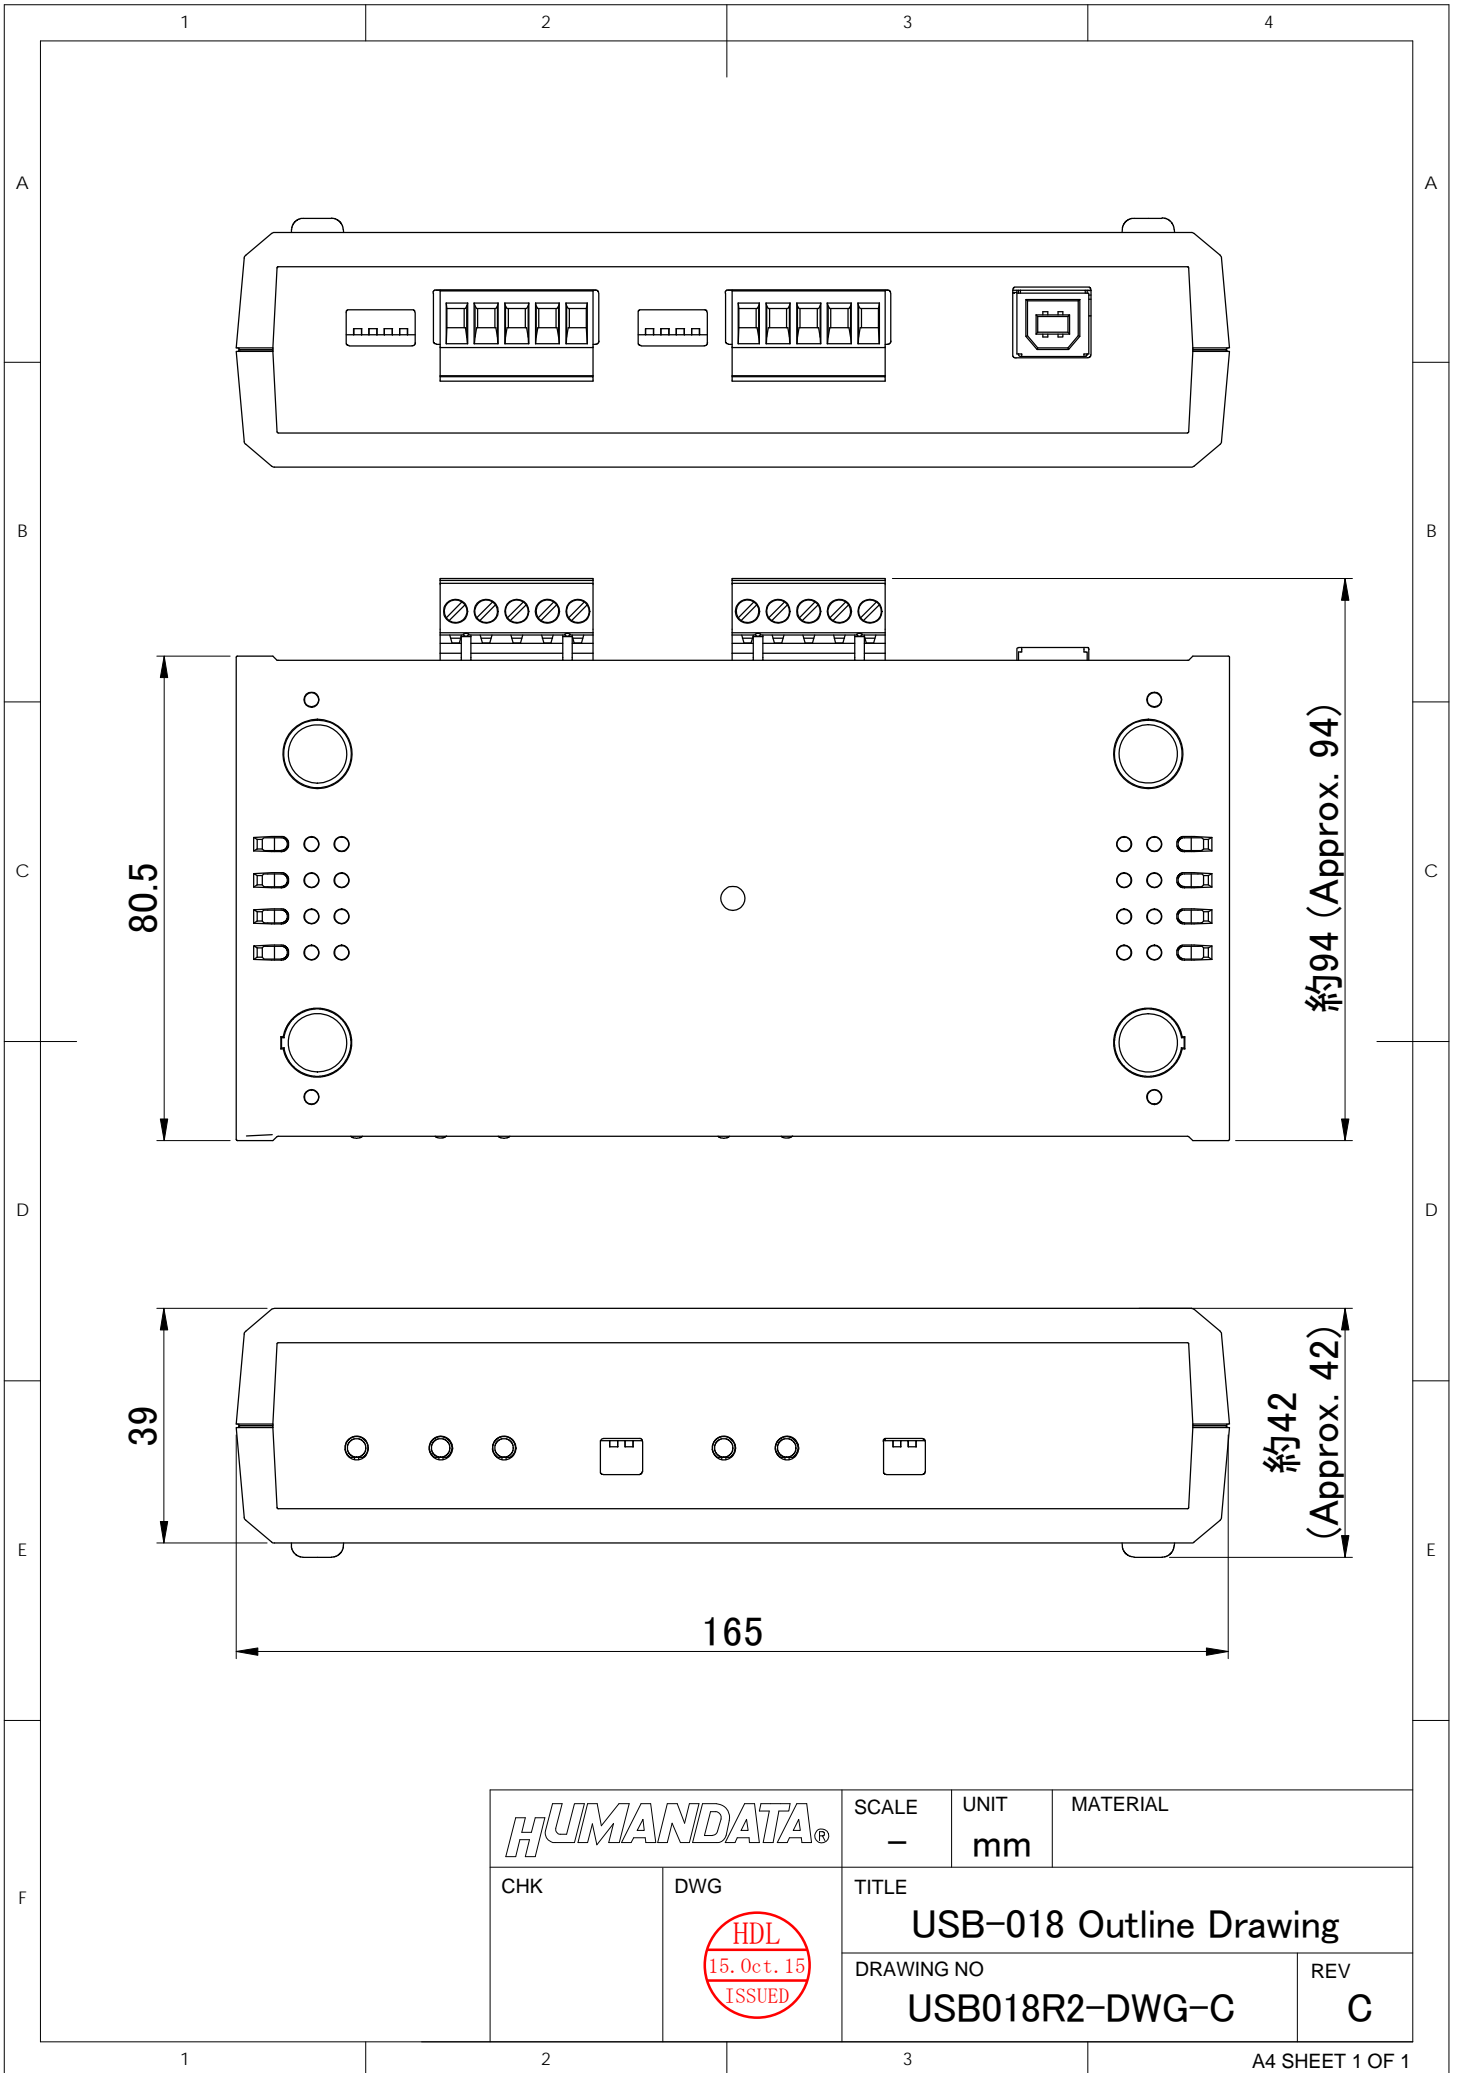 1 2 3 4
A A
B B
約94 (Approx. 94)
80.5
C C
D D
39
約42
(Approx. 42)
E E
165
HUMANDATA®
SCALE
−
UNIT
mm
MATERIAL
CHK
DWG
HDL
15.Oct.15
ISSUED
TITLE
USB−018 Outline Drawing
F
DRAWING NO
USB018R2−DWG−C
REV
C
1 2 3
A4 SHEET 1 OF 1